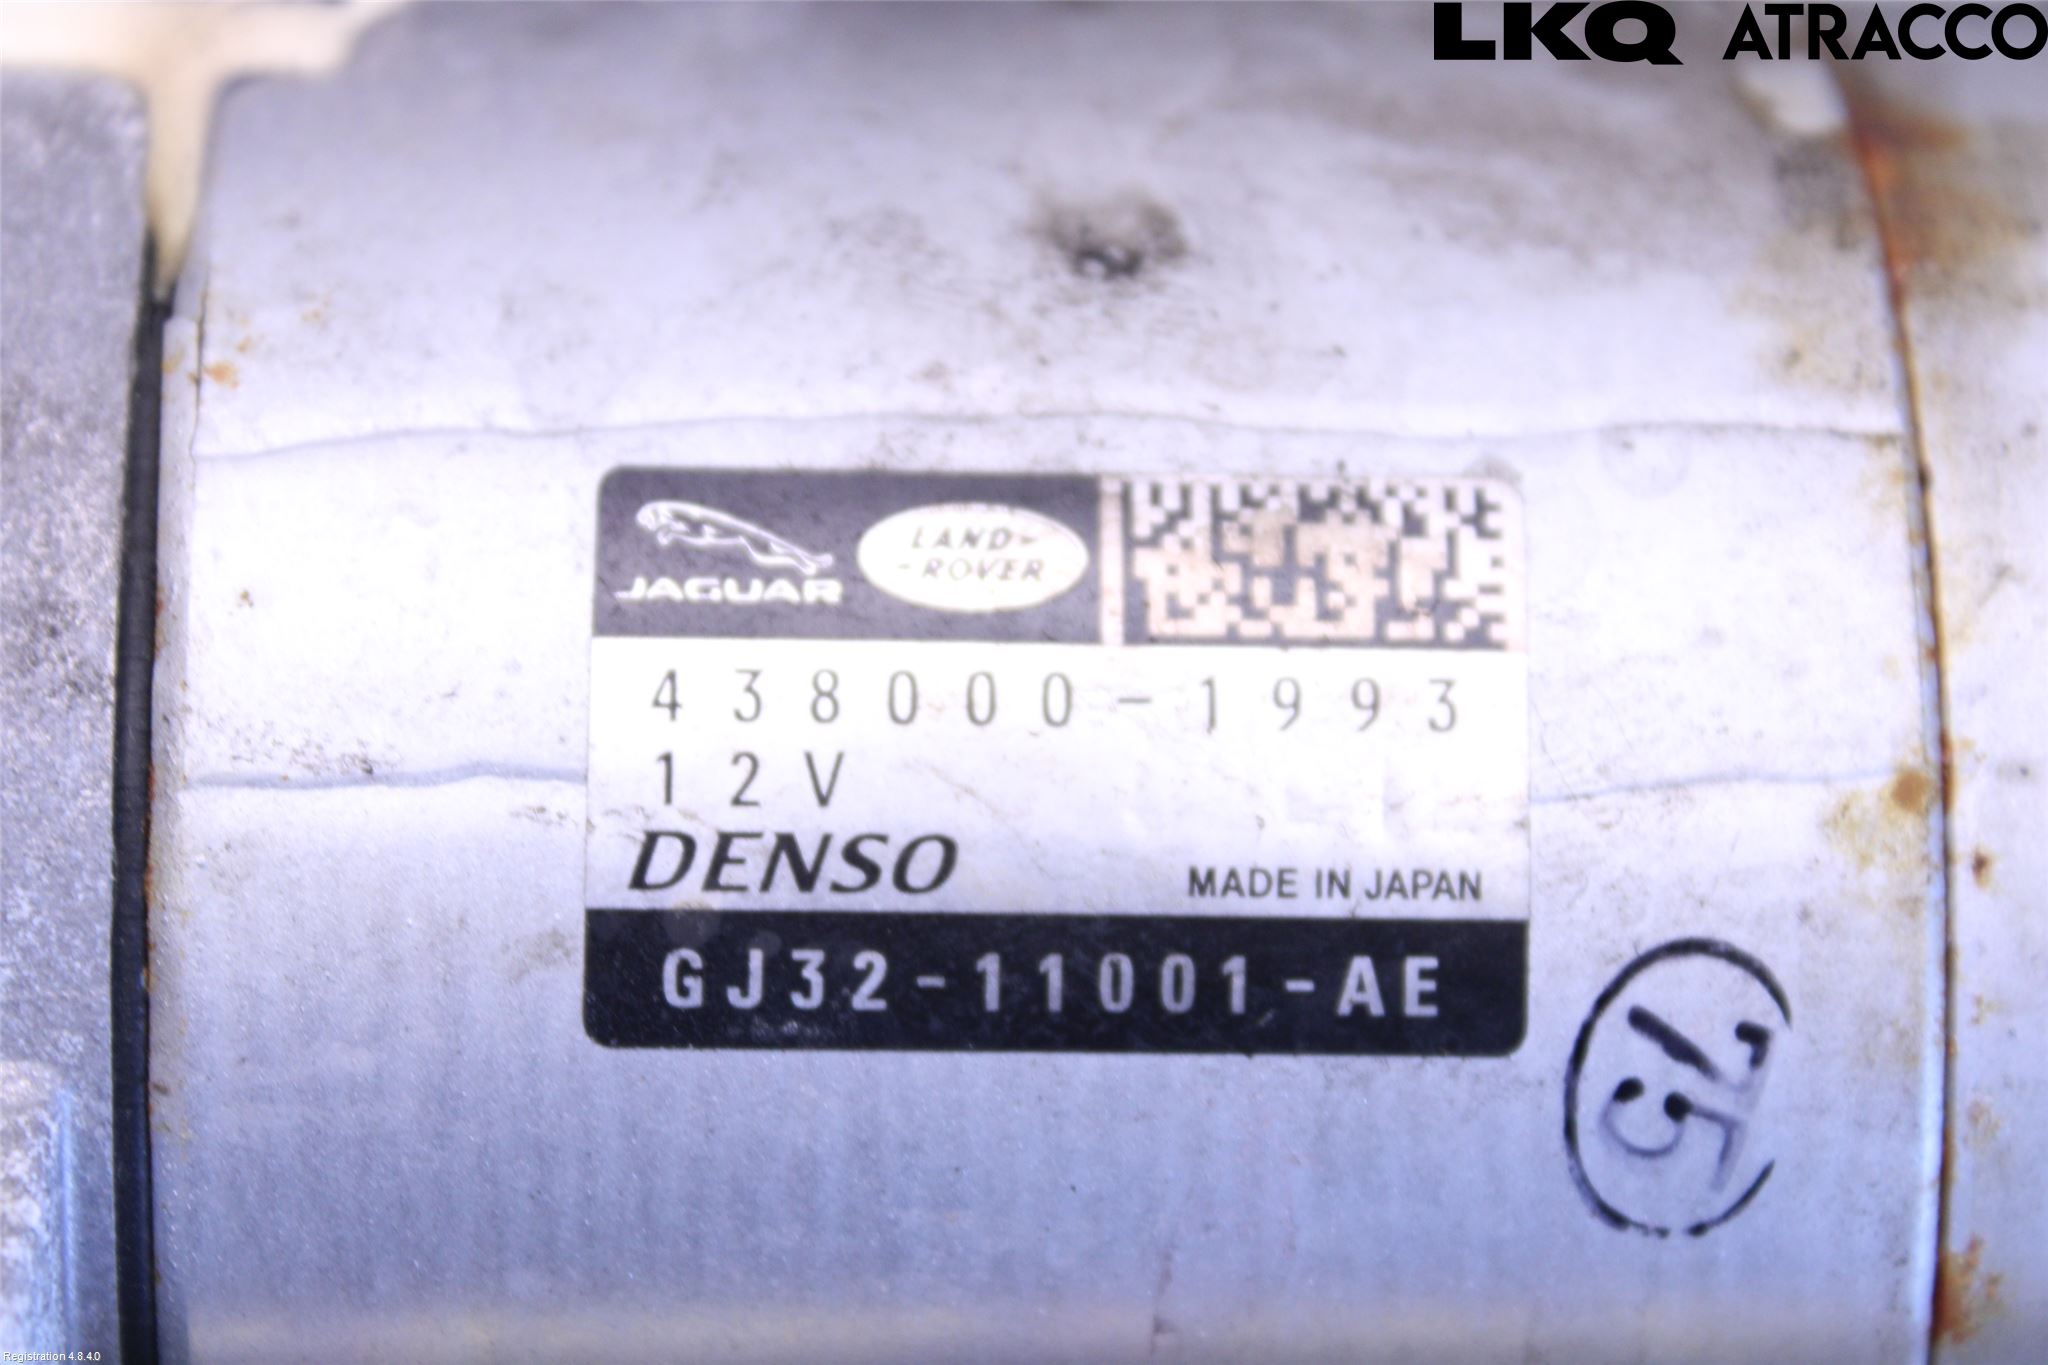 LKQ ATRACCO
JAGUAR
LAND-
-ROVER
438000-1993
12V
DENSO
MADE IN JAPAN
GJ32-11001-AE
75
Registration 4.8.4.0